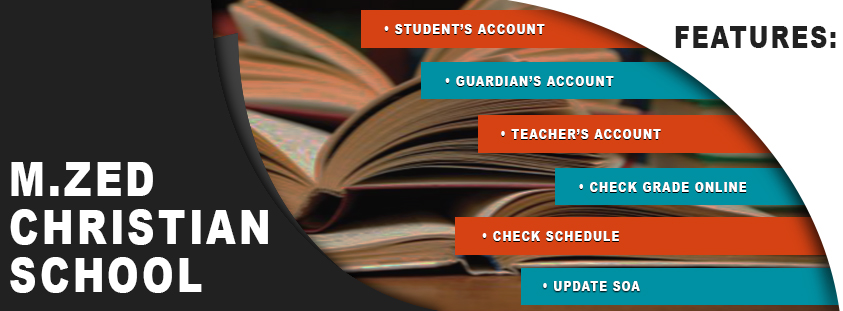 M.ZED
CHRISTIAN
SCHOOL
FEATURES:
• STUDENT'S ACCOUNT
• GUARDIAN'S ACCOUNT
• TEACHER'S ACCOUNT
• CHECK GRADE ONLINE
• CHECK SCHEDULE
• UPDATE SOA